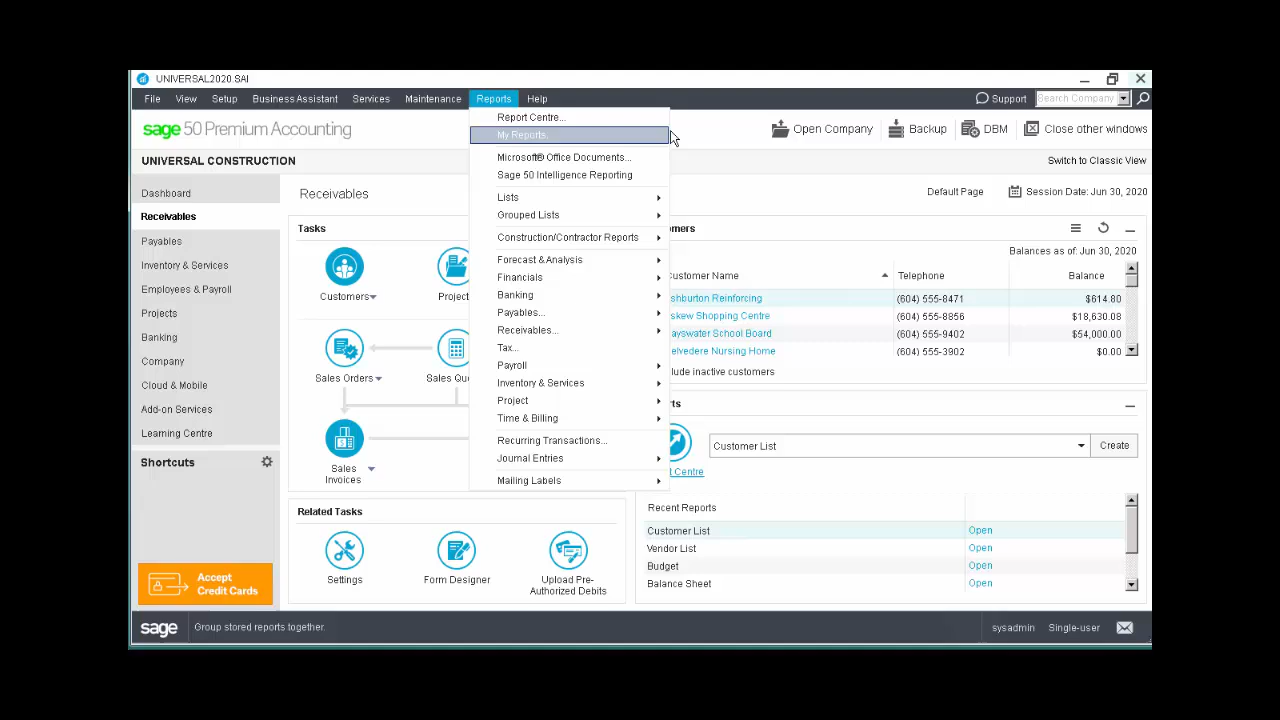 UNIVERSAL2020.SAI
File View Setup Business Assistant Services Maintenance Reports Help
Support Search Company
sage 50 Premium Accounting
Open Company Backup DBM Close other windows
UNIVERSAL CONSTRUCTION
Switch to Classic View
Dashboard
Receivables
Payables
Inventory & Services
Employees & Payroll
Projects
Banking
Company
Cloud & Mobile
Add-on Services
Learning Centre
Shortcuts
Accept
Credit Cards
Receivables
Default Page Session Date: Jun 30, 2020
Tasks
Customers
Project
Sales Orders
Sales Qu
Sales
Invoices
Related Tasks
Settings
Form Designer
Upload Pre-
Authorized Debits
Report Centre...
My Reports.
Microsoft® Office Documents...
Sage 50 Intelligence Reporting
Lists
Grouped Lists
Construction/Contractor Reports
Forecast & Analysis
Financials
Banking
Payables...
Receivables...
Tax...
Payroll
Inventory & Services
Project
Time & Billing
Recurring Transactions...
Journal Entries
Mailing Labels
mers
Balances as of: Jun 30, 2020
ustomer Name Telephone Balance
shburton Reinforcing (604) 555-8471 $614.80
skew Shopping Centre (604) 555-8856 $18,630.08
ayswater School Board (604) 555-9402 $54,000.00
elvedere Nursing Home (604) 555-3902 $0.00
lude inactive customers
rts
Customer List Create
t Centre
Recent Reports
Customer List Open
Vendor List Open
Budget Open
Balance Sheet Open
sage Group stored reports together.
sysadmin Single-user